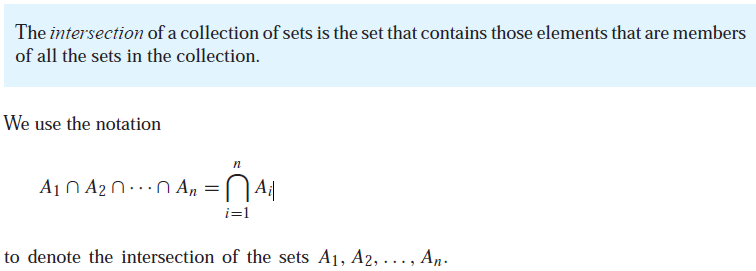 The intersection of a collection of sets is the set that contains those elements that are members
of all the sets in the collection.
We use the notation
A₁ ∩ A₂ ∩ ··· ∩ Aₙ = ⋂ⁿᵢ₌₁ Aᵢ
to denote the intersection of the sets A₁, A₂, . . . , Aₙ.